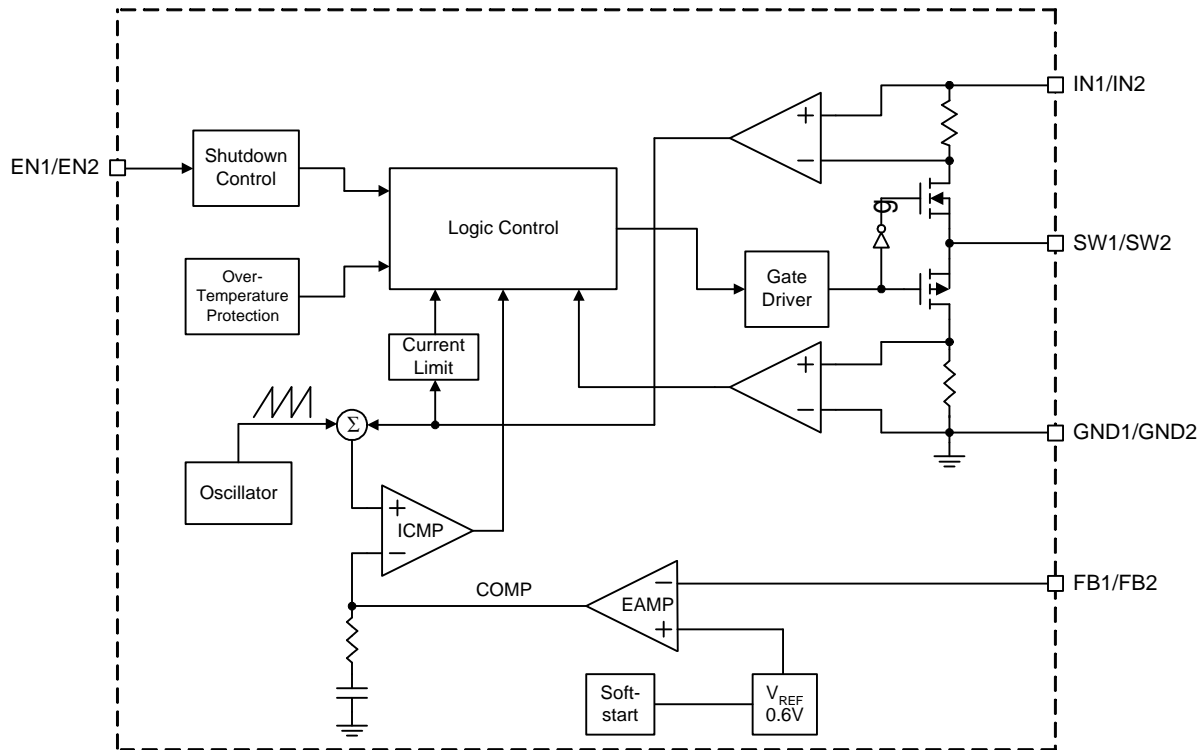 IN1/IN2
EN1/EN2
Shutdown
Control
Logic Control
SW1/SW2
Over-
Temperature
Protection
Gate
Driver
Current
Limit
Σ
GND1/GND2
Oscillator
+
−
+
−
+
ICMP
−
COMP
FB1/FB2
−
EAMP
+
Soft-
start
VREF
0.6V